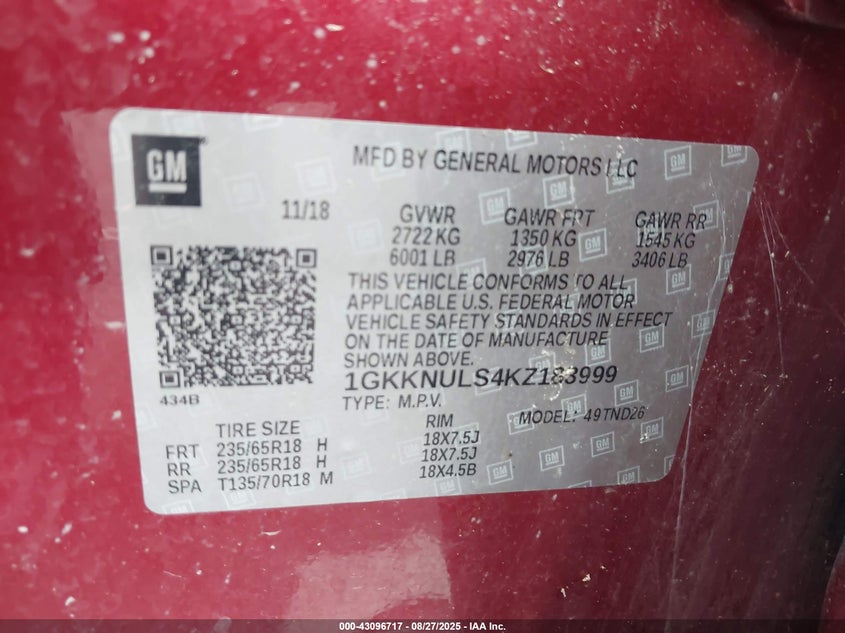 GM
MFD BY GENERAL MOTORS LLC
11/18 GVWR GAWR FRT GAWR RR
2722 KG 1350 KG 1545 KG
6001 LB 2976 LB 3406 LB
THIS VEHICLE CONFORMS TO ALL
APPLICABLE U.S. FEDERAL MOTOR
VEHICLE SAFETY STANDARDS IN EFFECT
ON THE DATE OF MANUFACTURE
SHOWN ABOVE.
1GKKNULS4KZ183999
434B
TYPE: M.P.V. MODEL: 49TND26
TIRE SIZE RIM
FRT 235/65R18 H 18X7.5J
RR 235/65R18 H 18X7.5J
SPA T135/70R18 M 18X4.5B
000-43096717 - 08/27/2025 - IAA Inc.